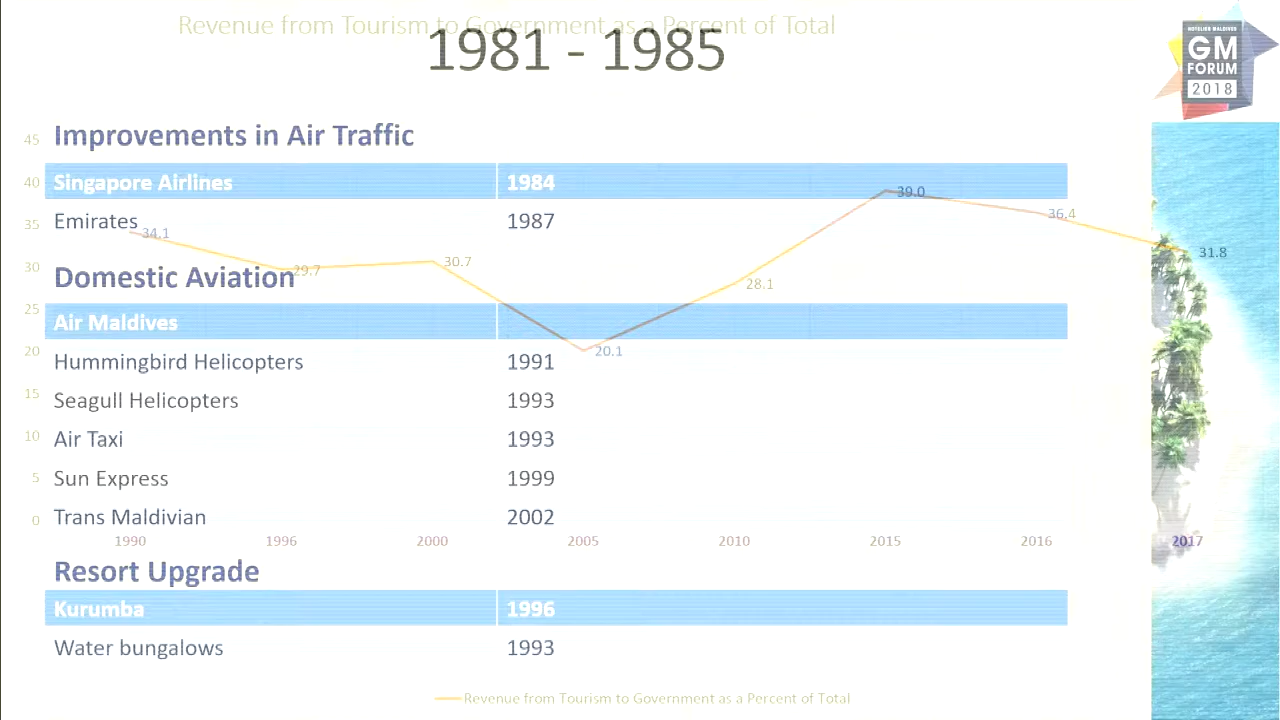 Revenue from Tourism to Government as a Percent of Total
1981 - 1985
HOTELIER MALDIVES
GM
FORUM
2018
Improvements in Air Traffic
Singapore Airlines 1984
Emirates 1987
Domestic Aviation
Air Maldives
Hummingbird Helicopters 1991
Seagull Helicopters 1993
Air Taxi 1993
Sun Express 1999
Trans Maldivian 2002
Resort Upgrade
Kurumba 1996
Water bungalows 1993
45
40
35
30
25
20
15
10
5
0
34.1
29.7
30.7
20.1
28.1
39.0
36.4
31.8
1990 1996 2000 2005 2010 2015 2016 2017
Revenue from Tourism to Government as a Percent of Total